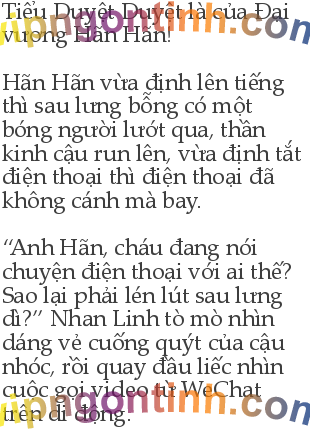 Tiểu Duyệt Duyệt là của Đại
vương Hãn Hãn!
vipngontinh.com
Hãn Hãn vừa định lên tiếng
thì sau lưng bỗng có một
bóng người lướt qua, thần
kinh cậu run lên, vừa định tắt
điện thoại thì điện thoại đã
không cánh mà bay.
“Anh Hãn, cháu đang nói
chuyện điện thoại với ai thế?
Sao lại phải lén lút sau lưng
dì?” Nhan Linh tò mò nhìn
dáng vẻ cuống quýt của cậu
nhóc, rồi quay đầu liếc nhìn
cuộc gọi video từ WeChat
trên di động.
vipngontinh.com